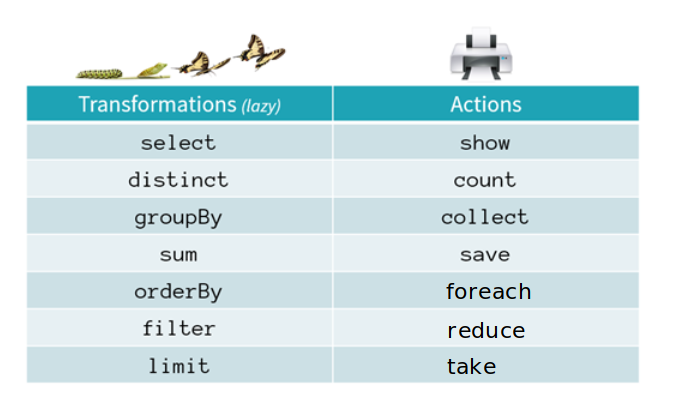 Transformations (lazy) Actions
select show
distinct count
groupBy collect
sum save
orderBy foreach
filter reduce
limit take